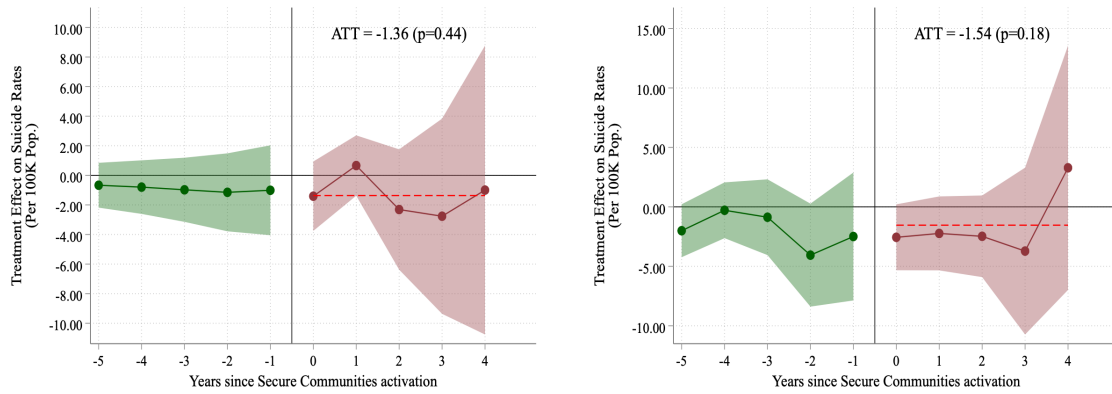 ATT = -1.36 (p=0.44)
Treatment Effect on Suicide Rates
(Per 100K Pop.)
10.00
8.00
6.00
4.00
2.00
0.00
-2.00
-4.00
-6.00
-8.00
-10.00
-5 -4 -3 -2 -1 0 1 2 3 4
Years since Secure Communities activation
ATT = -1.54 (p=0.18)
Treatment Effect on Suicide Rates
(Per 100K Pop.)
15.00
10.00
5.00
0.00
-5.00
-10.00
-5 -4 -3 -2 -1 0 1 2 3 4
Years since Secure Communities activation